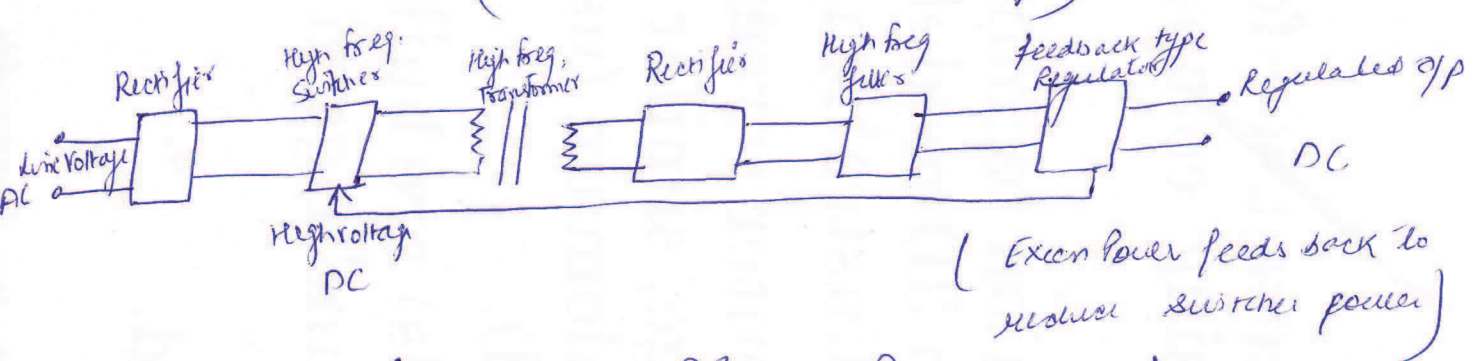 Rectifier
High freq.
Switcher
High freq.
Transformer
Rectifier
High freq
filter
feedback type
Regulator
Regulated o/p
DC
Line Voltage
AC
High voltage
DC
( Excess Power feeds back to
reduce switcher power )